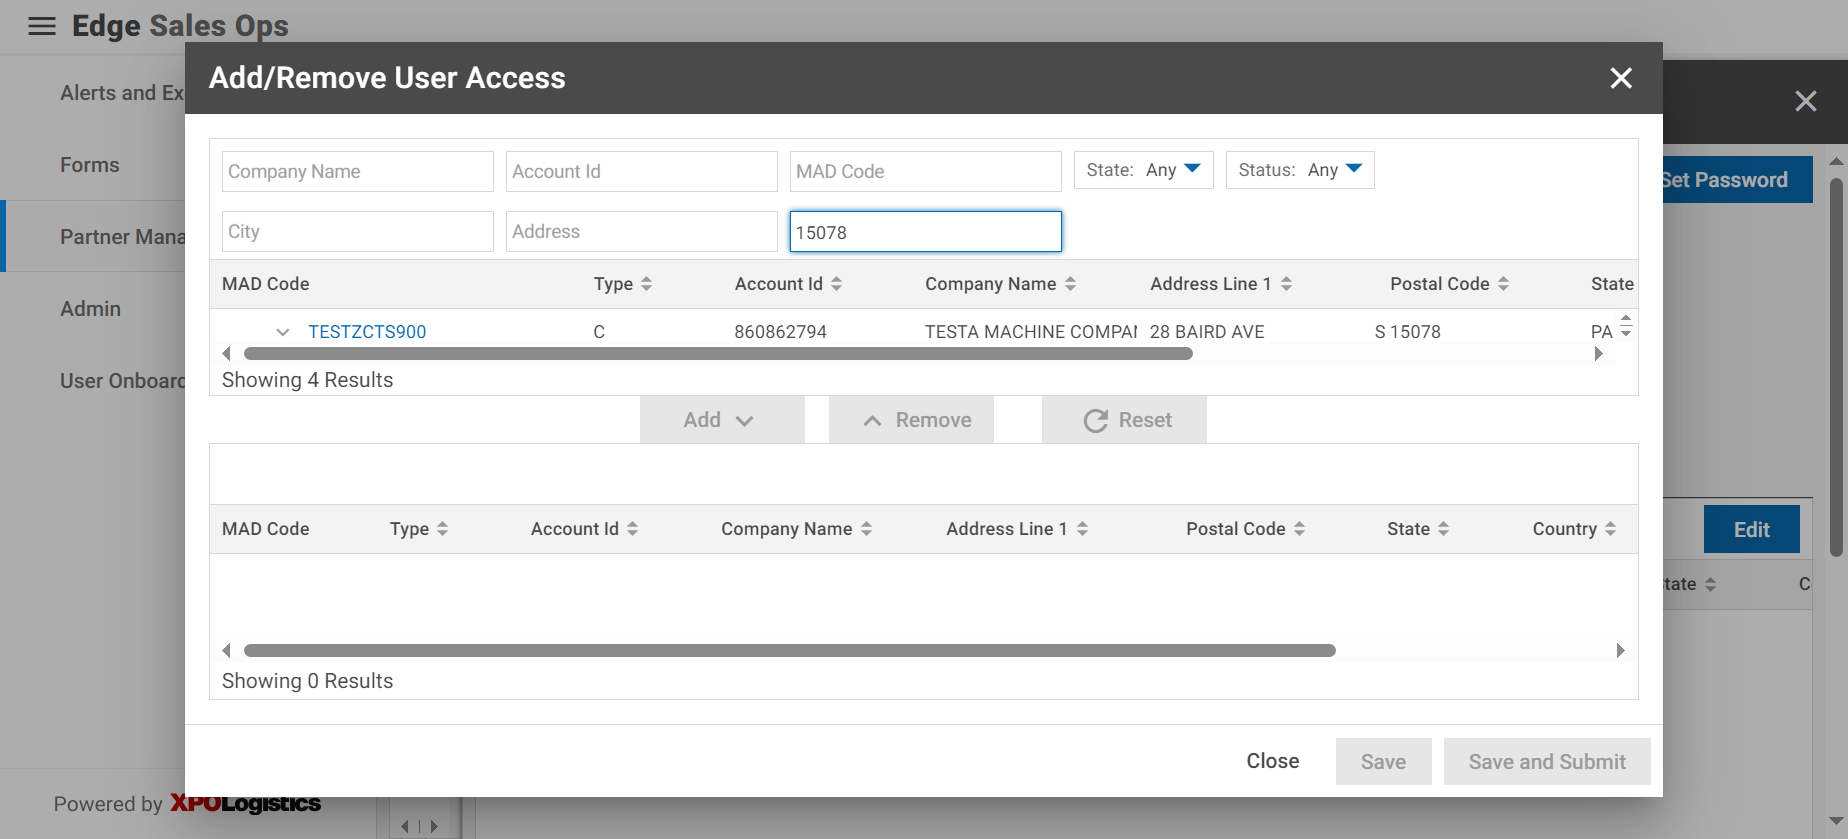 Edge Sales Ops
Alerts and Ex
Forms
Partner Mana
Admin
User Onboard
Powered by XPOLogistics
Add/Remove User Access
Company Name
Account Id
MAD Code
State: Any
Status: Any
City
Address
15078
MAD Code Type Account Id Company Name Address Line 1 Postal Code State
TESTZCTS900 C 860862794 TESTA MACHINE COMPAN 28 BAIRD AVE S 15078 PA
Showing 4 Results
Add
Remove
Reset
MAD Code Type Account Id Company Name Address Line 1 Postal Code State Country
Showing 0 Results
Close
Save
Save and Submit
Set Password
Edit
tate C